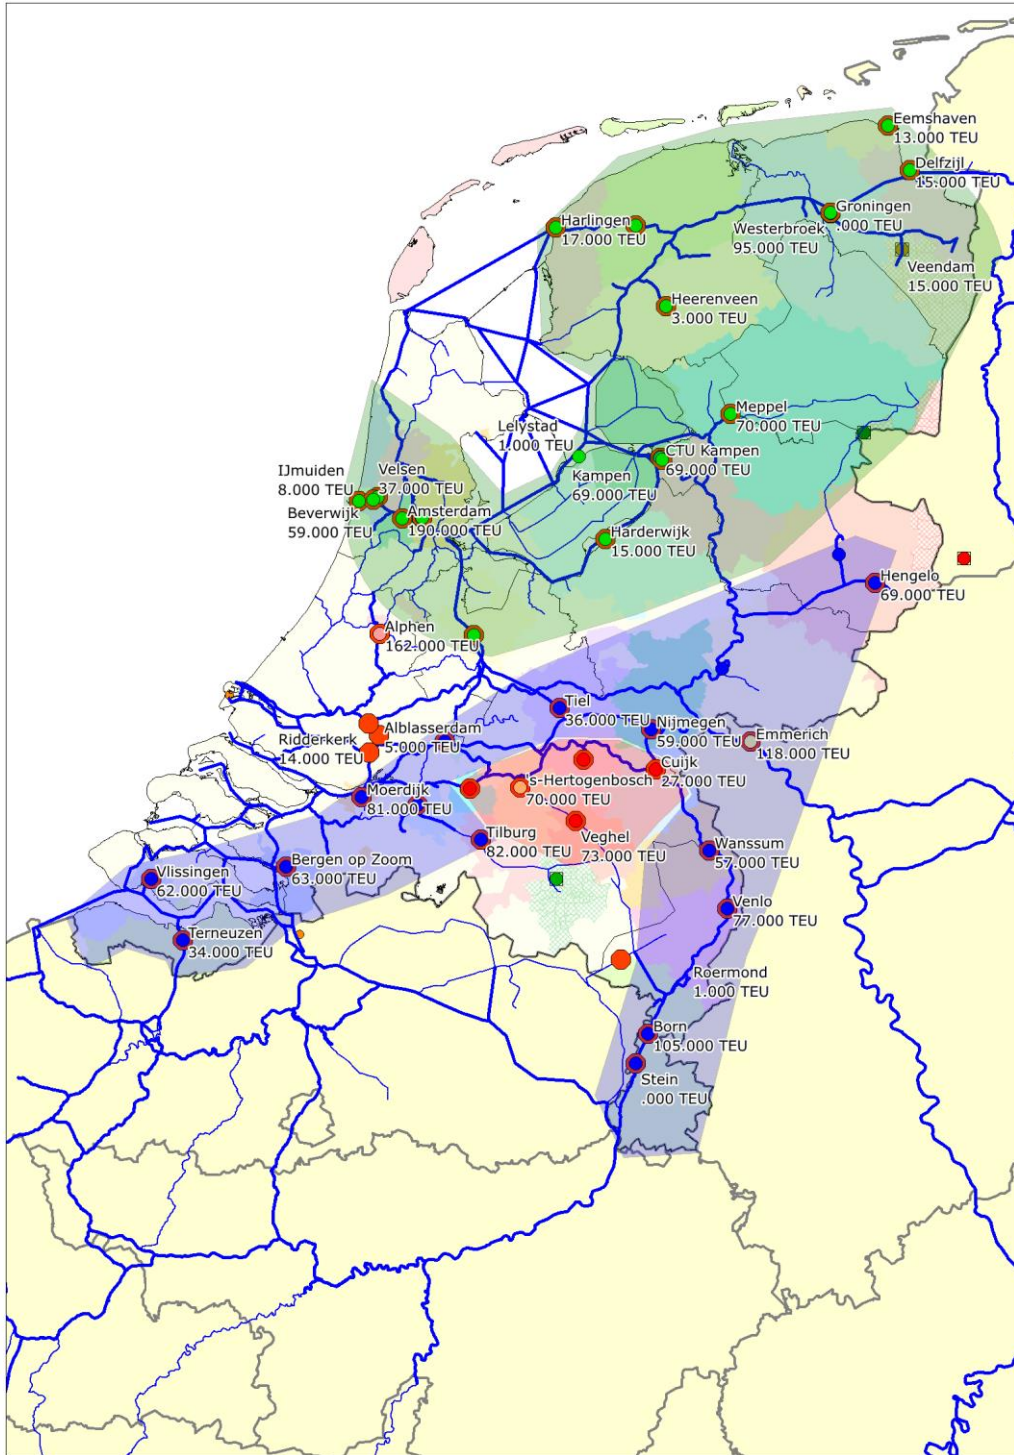 Eemshaven
13.000 TEU
Delfzijl
15.000 TEU
Groningen
.000 TEU
Harlingen
17.000 TEU
Westerbroek
95.000 TEU
Veendam
15.000 TEU
Heerenveen
3.000 TEU
Meppel
70.000 TEU
Lelystad
1.000 TEU
CTU Kampen
69.000 TEU
Kampen
69.000 TEU
IJmuiden
8.000 TEU
Velsen
37.000 TEU
Beverwijk
59.000 TEU
Amsterdam
190.000 TEU
Harderwijk
15.000 TEU
Hengelo
69.000 TEU
Alphen
162.000 TEU
Tiel
36.000 TEU
Nijmegen
59.000 TEU
Emmerich
118.000 TEU
Alblasserdam
5.000 TEU
Ridderkerk
14.000 TEU
Cuijk
27.000 TEU
's-Hertogenbosch
70.000 TEU
Moerdijk
81.000 TEU
Tilburg
82.000 TEU
Veghel
73.000 TEU
Wanssum
57.000 TEU
Bergen op Zoom
63.000 TEU
Vlissingen
62.000 TEU
Venlo
77.000 TEU
Terneuzen
34.000 TEU
Roermond
1.000 TEU
Born
105.000 TEU
Stein
.000 TEU